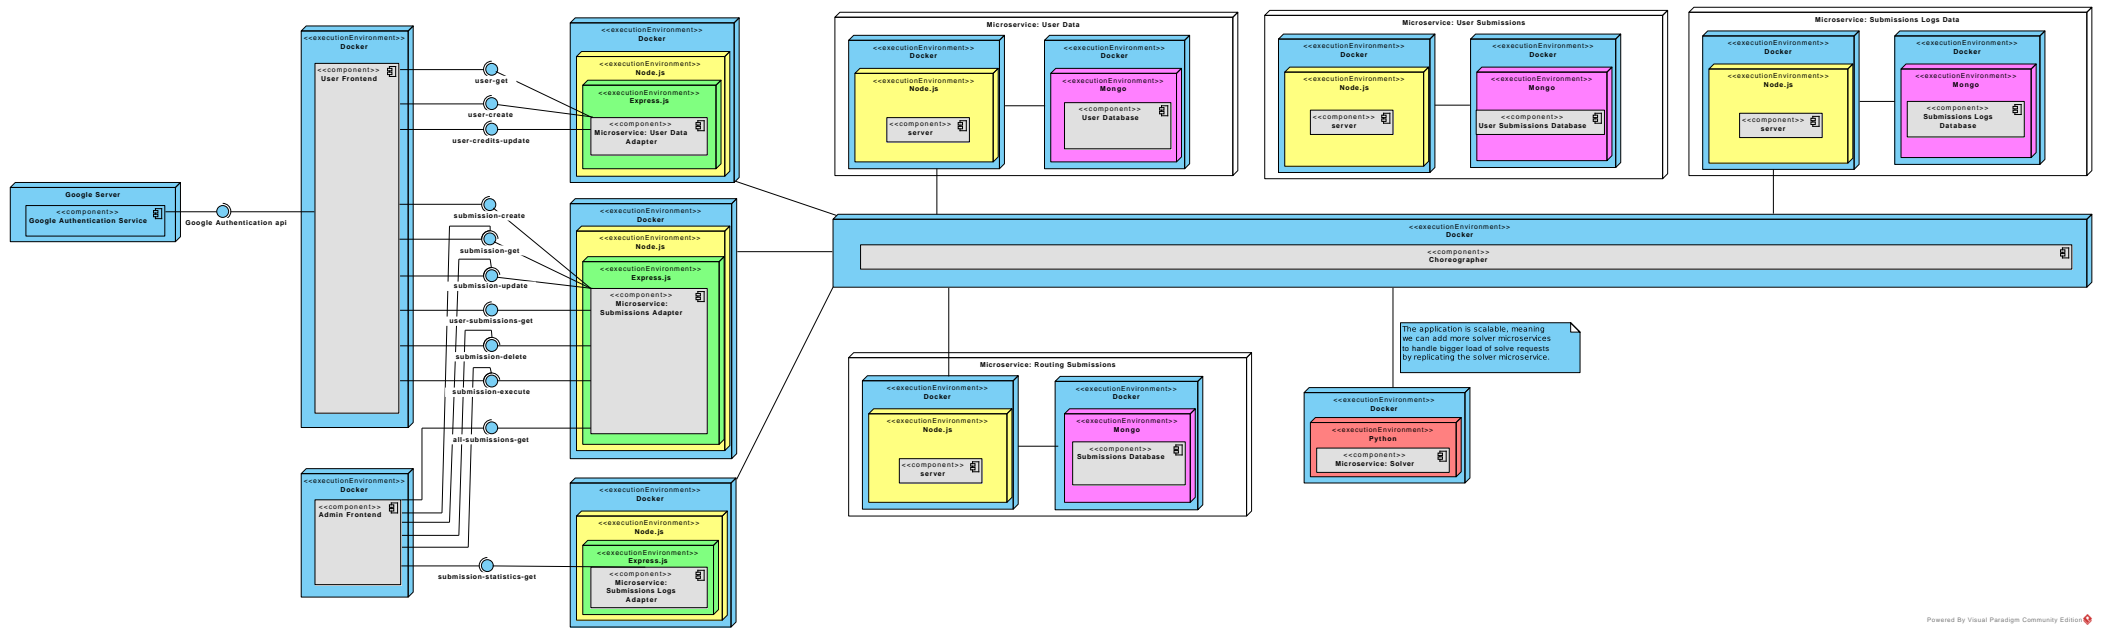 Google Server
<<component>>
Google Authentication Service
Google Authentication api
<<executionEnvironment>>
Docker
<<component>>
User Frontend
user-get
user-create
user-credits-update
submission-create
submission-get
submission-update
user-submissions-get
submission-delete
submission-execute
all-submissions-get
<<executionEnvironment>>
Docker
<<component>>
Admin Frontend
submission-statistics-get
<<executionEnvironment>>
Docker
<<executionEnvironment>>
Node.js
<<executionEnvironment>>
Express.js
<<component>>
Microservice: User Data
Adapter
<<executionEnvironment>>
Docker
<<executionEnvironment>>
Node.js
<<executionEnvironment>>
Express.js
<<component>>
Microservice:
Submissions Adapter
<<executionEnvironment>>
Docker
<<executionEnvironment>>
Node.js
<<executionEnvironment>>
Express.js
<<component>>
Microservice:
Submissions Logs
Adapter
Microservice: User Data
<<executionEnvironment>>
Docker
<<executionEnvironment>>
Node.js
<<component>>
server
<<executionEnvironment>>
Docker
<<executionEnvironment>>
Mongo
<<component>>
User Database
Microservice: User Submissions
<<executionEnvironment>>
Docker
<<executionEnvironment>>
Node.js
<<component>>
server
<<executionEnvironment>>
Docker
<<executionEnvironment>>
Mongo
<<component>>
User Submissions Database
Microservice: Submissions Logs Data
<<executionEnvironment>>
Docker
<<executionEnvironment>>
Node.js
<<component>>
server
<<executionEnvironment>>
Docker
<<executionEnvironment>>
Mongo
<<component>>
Submissions Logs
Database
<<executionEnvironment>>
Docker
<<component>>
Choreographer
Microservice: Routing Submissions
<<executionEnvironment>>
Docker
<<executionEnvironment>>
Node.js
<<component>>
server
<<executionEnvironment>>
Docker
<<executionEnvironment>>
Mongo
<<component>>
Submissions Database
The application is scalable, meaning
we can add more solver microservices
to handle bigger load of solve requests
by replicating the solver microservice.
<<executionEnvironment>>
Docker
<<executionEnvironment>>
Python
<<component>>
Microservice: Solver
Powered By Visual Paradigm Community Edition